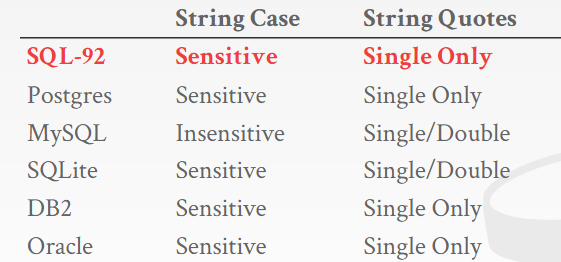 String Case String Quotes
SQL-92 Sensitive Single Only
Postgres Sensitive Single Only
MySQL Insensitive Single/Double
SQLite Sensitive Single/Double
DB2 Sensitive Single Only
Oracle Sensitive Single Only